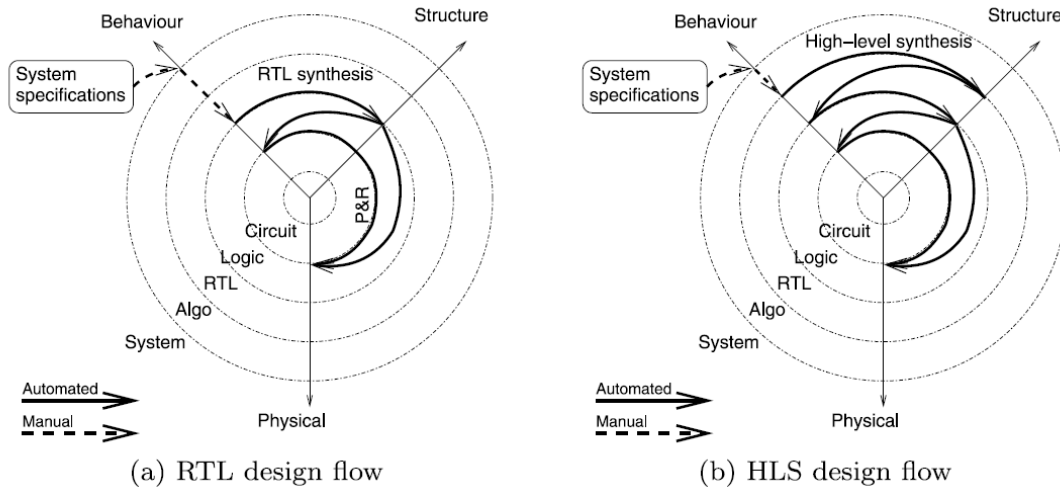 Behaviour
Structure
System
specifications
RTL synthesis
P&R
Circuit
Logic
RTL
Algo
System
Automated
Manual
Physical
(a) RTL design flow
Behaviour
Structure
High-level synthesis
System
specifications
Circuit
Logic
RTL
Algo
System
Automated
Manual
Physical
(b) HLS design flow